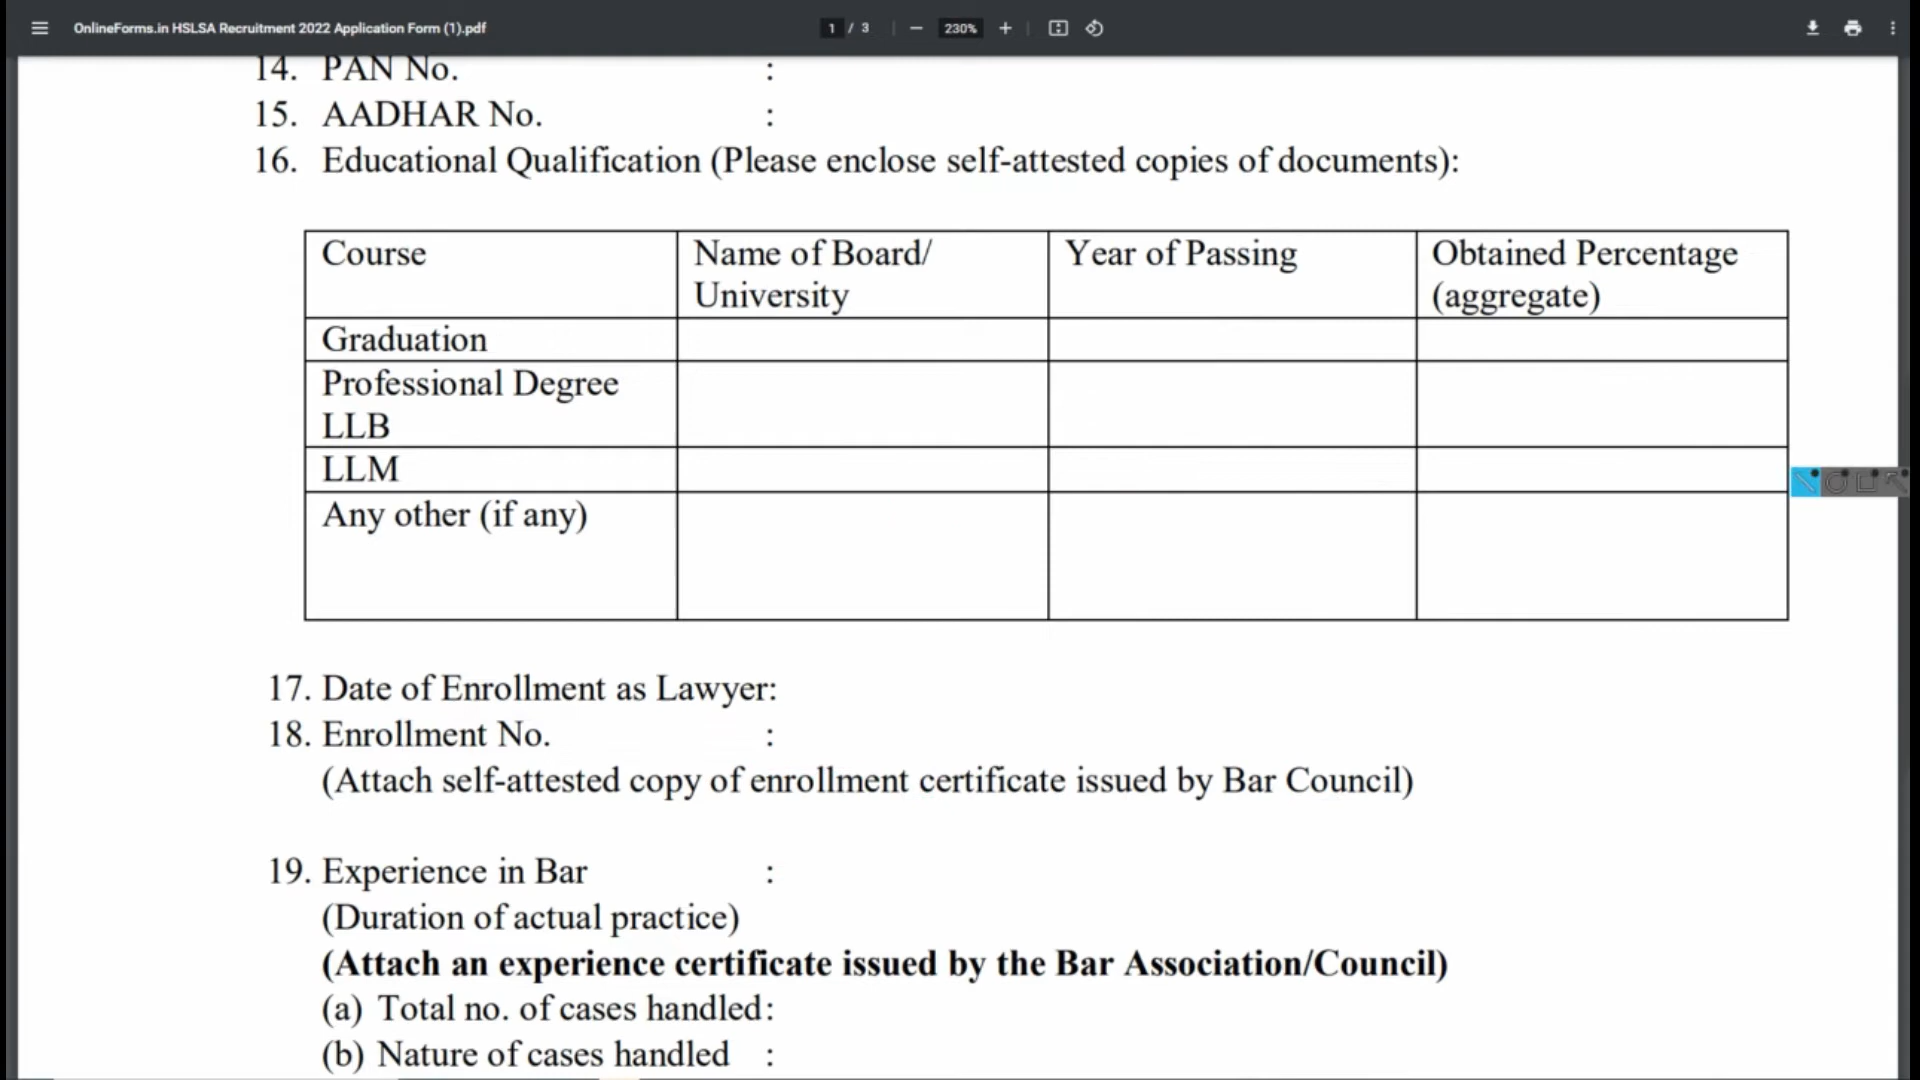 OnlineForms.in HSLSA Recruitment 2022 Application Form (1).pdf
1 / 3
230%
14. PAN No. :
15. AADHAR No. :
16. Educational Qualification (Please enclose self-attested copies of documents):
Course
Name of Board/
University
Year of Passing
Obtained Percentage
(aggregate)
Graduation
Professional Degree
LLB
LLM
Any other (if any)
17. Date of Enrollment as Lawyer:
18. Enrollment No. :
(Attach self-attested copy of enrollment certificate issued by Bar Council)
19. Experience in Bar :
(Duration of actual practice)
(Attach an experience certificate issued by the Bar Association/Council)
(a) Total no. of cases handled:
(b) Nature of cases handled :